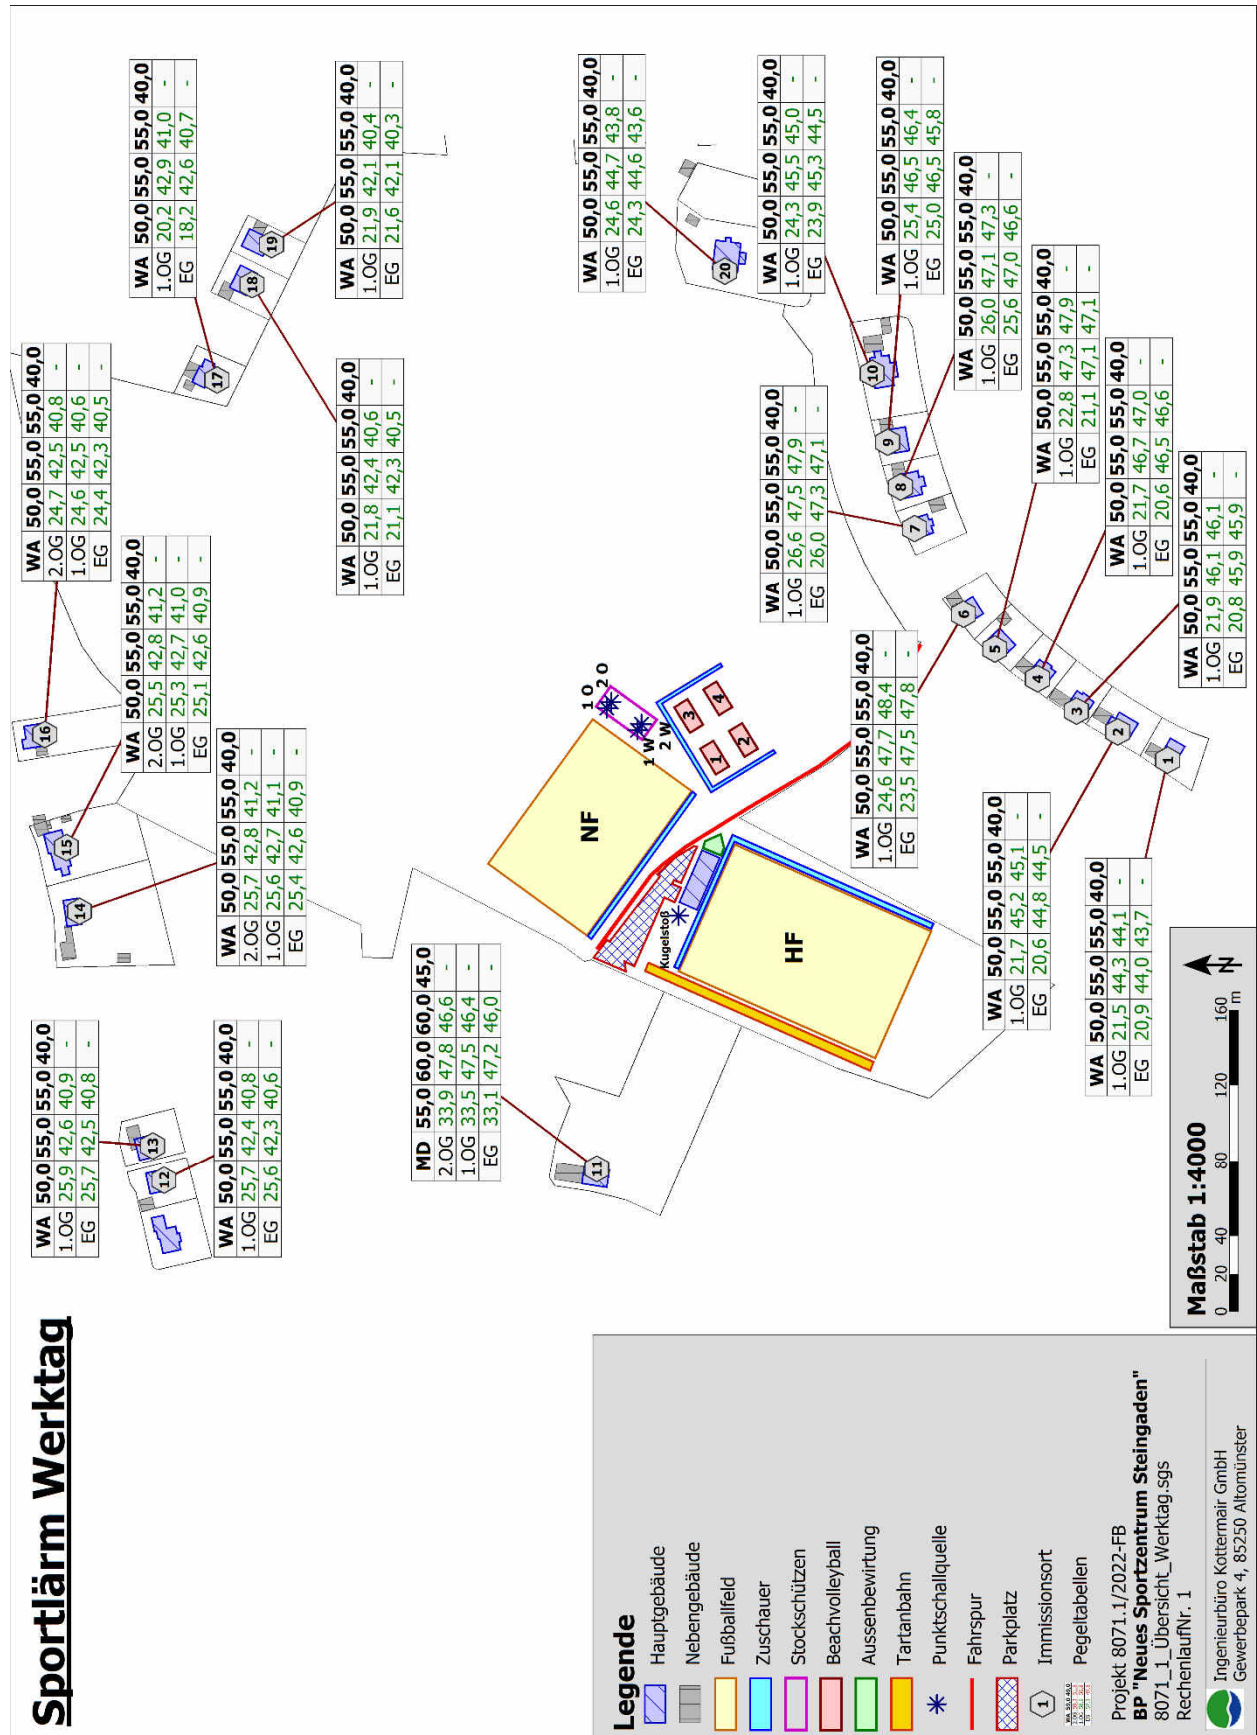 Sportlärm Werktag
WA 50,0 55,0 55,0 40,0
1.OG 25,9 42,6 40,9 -
EG 25,7 42,5 40,8 -
13
12
WA 50,0 55,0 55,0 40,0
1.OG 25,7 42,4 40,8 -
EG 25,6 42,3 40,6 -
WA 50,0 55,0 55,0 40,0
2.OG 24,7 42,5 40,8 -
1.OG 24,6 42,5 40,6 -
EG 24,4 42,3 40,5 -
16
WA 50,0 55,0 55,0 40,0
2.OG 25,5 42,8 41,2 -
1.OG 25,3 42,7 41,0 -
EG 25,1 42,6 40,9 -
15
14
WA 50,0 55,0 55,0 40,0
2.OG 25,7 42,8 41,2 -
1.OG 25,6 42,7 41,1 -
EG 25,4 42,6 40,9 -
WA 50,0 55,0 55,0 40,0
1.OG 20,2 42,9 41,0 -
EG 18,2 42,6 40,7 -
17
18
19
WA 50,0 55,0 55,0 40,0
1.OG 21,9 42,1 40,4 -
EG 21,6 42,1 40,3 -
WA 50,0 55,0 55,0 40,0
1.OG 21,8 42,4 40,6 -
EG 21,1 42,3 40,5 -
MD 55,0 60,0 60,0 45,0
2.OG 33,9 47,8 46,6 -
1.OG 33,5 47,5 46,4 -
EG 33,1 47,2 46,0 -
11
NF
1 O
2 O
1 W
2 W
1
2
3
4
Kugelstoß
HF
WA 50,0 55,0 55,0 40,0
1.OG 24,6 44,7 43,8 -
EG 24,3 44,6 43,6 -
20
WA 50,0 55,0 55,0 40,0
1.OG 24,3 45,5 45,0 -
EG 23,9 45,3 44,5 -
10
WA 50,0 55,0 55,0 40,0
1.OG 25,4 46,5 46,4 -
EG 25,0 46,5 45,8 -
9
WA 50,0 55,0 55,0 40,0
1.OG 26,0 47,1 47,3 -
EG 25,6 47,0 46,6 -
8
WA 50,0 55,0 55,0 40,0
1.OG 26,6 47,5 47,9 -
EG 26,0 47,3 47,1 -
7
WA 50,0 55,0 55,0 40,0
1.OG 24,6 47,7 48,4 -
EG 23,5 47,5 47,8 -
6
WA 50,0 55,0 55,0 40,0
1.OG 22,8 47,3 47,9 -
EG 21,1 47,1 47,1 -
5
WA 50,0 55,0 55,0 40,0
1.OG 21,7 46,7 47,0 -
EG 20,6 46,5 46,6 -
4
WA 50,0 55,0 55,0 40,0
1.OG 21,9 46,1 46,1 -
EG 20,8 45,9 45,9 -
3
WA 50,0 55,0 55,0 40,0
1.OG 21,7 45,2 45,1 -
EG 20,6 44,8 44,5 -
2
WA 50,0 55,0 55,0 40,0
1.OG 21,5 44,3 44,1 -
EG 20,9 44,0 43,7 -
1
Legende
Hauptgebäude
Nebengebäude
Fußballfeld
Zuschauer
Stockschützen
Beachvolleyball
Aussenbewirtung
Tartanbahn
Punktschallquelle
Fahrspur
Parkplatz
1 Immissionsort
Pegeltabellen
Projekt 8071.1/2022-FB
BP "Neues Sportzentrum Steingaden"
8071_1_Übersicht_Werktag.sgs
RechenlaufNr. 1
Ingenieurbüro Kottermair GmbH
Gewerbepark 4, 85250 Altomünster
Maßstab 1:4000
0 20 40 80 120 160
m
N